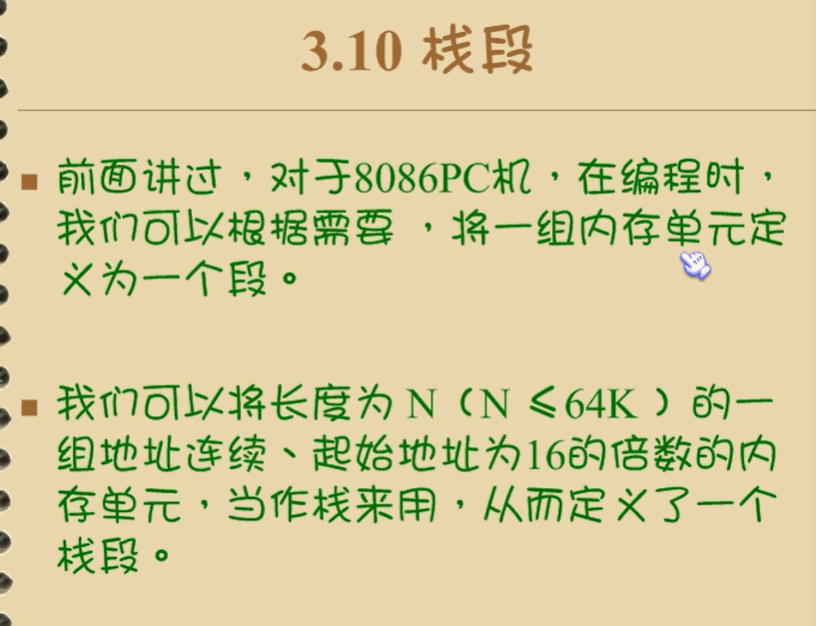 3.10 栈段
前面讲过，对于8086PC机，在编程时，
我们可以根据需要 ，将一组内存单元定
义为一个段。
我们可以将长度为 N（N ≤64K ）的一
组地址连续、起始地址为16的倍数的内
存单元，当作栈来用，从而定义了一个
栈段。